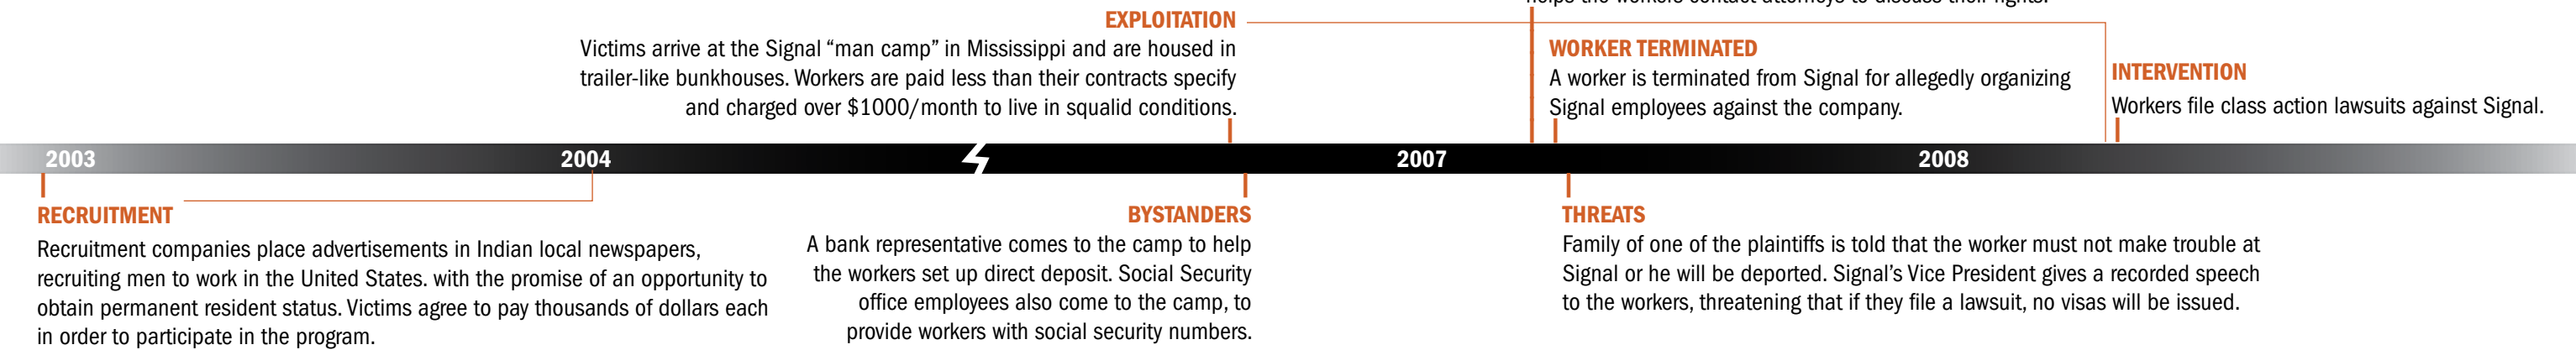 helps the workers contact attorneys to discuss their rights.
EXPLOITATION
Victims arrive at the Signal “man camp” in Mississippi and are housed in
trailer-like bunkhouses. Workers are paid less than their contracts specify
and charged over $1000/month to live in squalid conditions.
WORKER TERMINATED
A worker is terminated from Signal for allegedly organizing
Signal employees against the company.
INTERVENTION
Workers file class action lawsuits against Signal.
2003
2004
2007
2008
RECRUITMENT
Recruitment companies place advertisements in Indian local newspapers,
recruiting men to work in the United States. with the promise of an opportunity to
obtain permanent resident status. Victims agree to pay thousands of dollars each
in order to participate in the program.
BYSTANDERS
A bank representative comes to the camp to help
the workers set up direct deposit. Social Security
office employees also come to the camp, to
provide workers with social security numbers.
THREATS
Family of one of the plaintiffs is told that the worker must not make trouble at
Signal or he will be deported. Signal’s Vice President gives a recorded speech
to the workers, threatening that if they file a lawsuit, no visas will be issued.